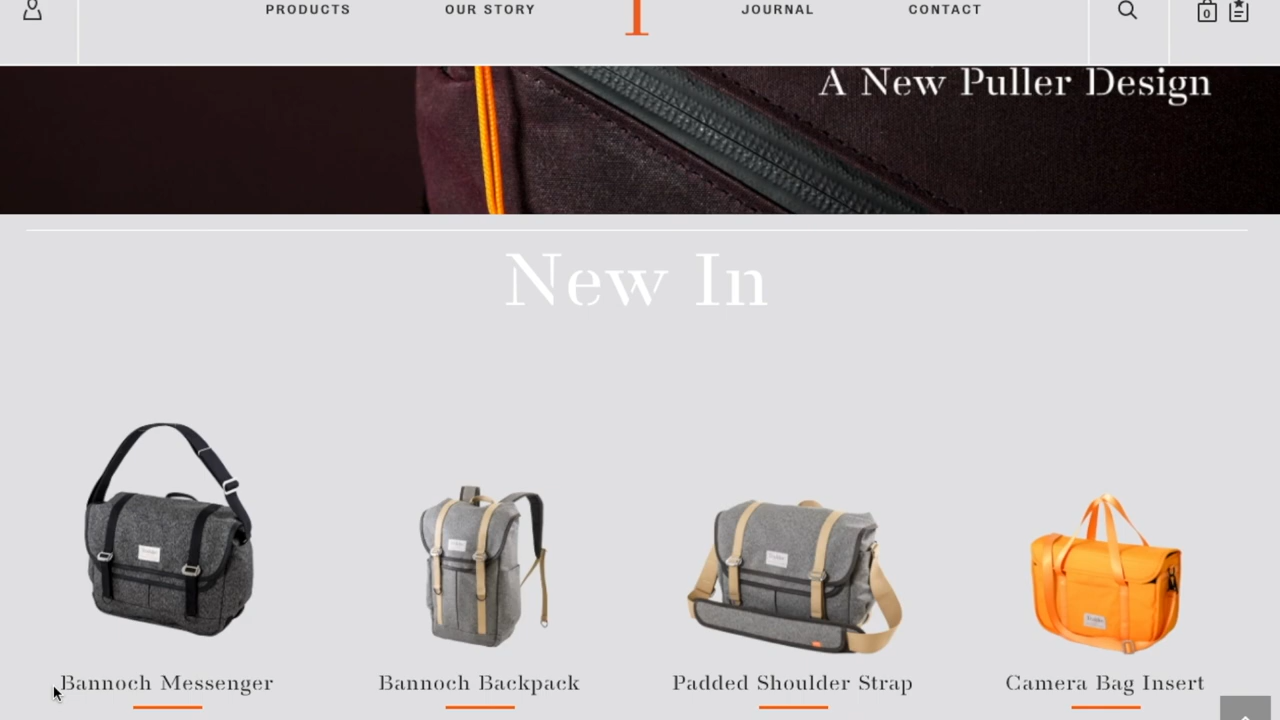 PRODUCTS
OUR STORY
JOURNAL
CONTACT
0
A New Puller Design
New In
Bannoch Messenger
Bannoch Backpack
Padded Shoulder Strap
Camera Bag Insert